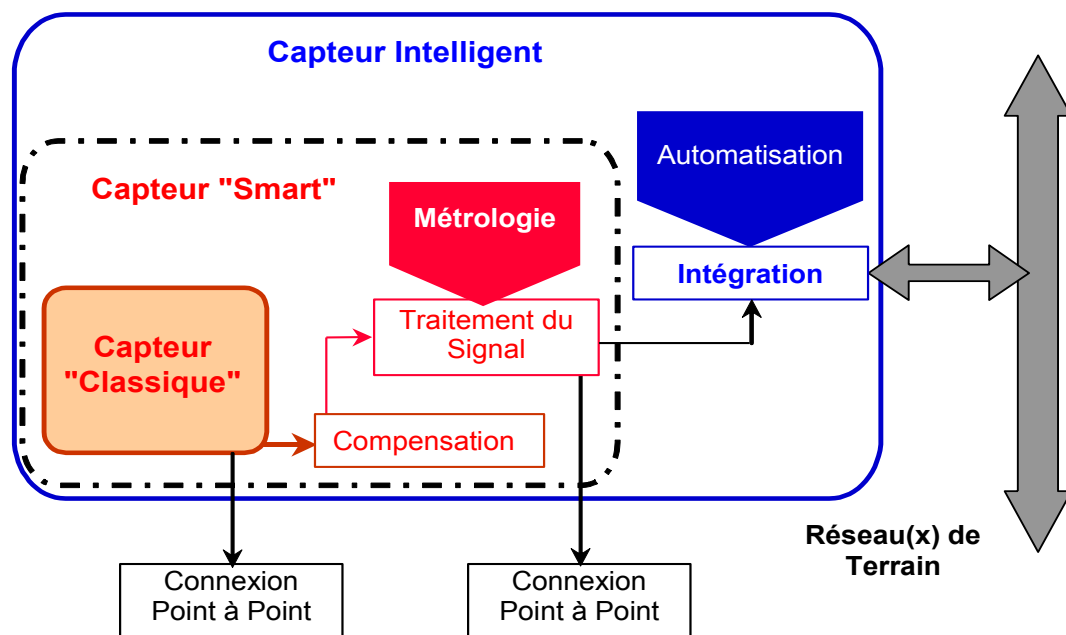 Capteur Intelligent
Automatisation
Capteur "Smart"
Métrologie
Intégration
Capteur
"Classique"
Traitement du
Signal
Compensation
Réseau(x) de
Terrain
Connexion
Point à Point
Connexion
Point à Point